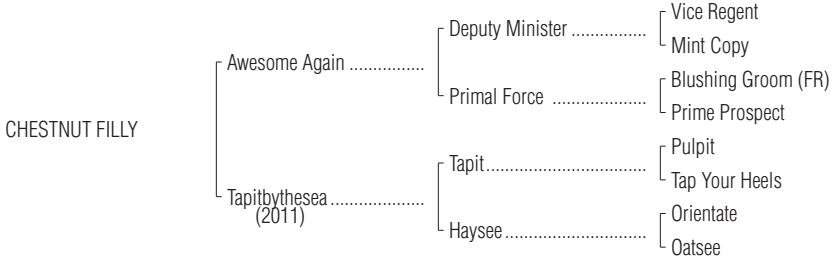 CHESTNUT FILLY
Awesome Again ................
Tapitbythesea ....................
(2011)
Deputy Minister ................
Primal Force ....................
Tapit..................................
Haysee..............................
Vice Regent
Mint Copy
Blushing Groom (FR)
Prime Prospect
Pulpit
Tap Your Heels
Orientate
Oatsee